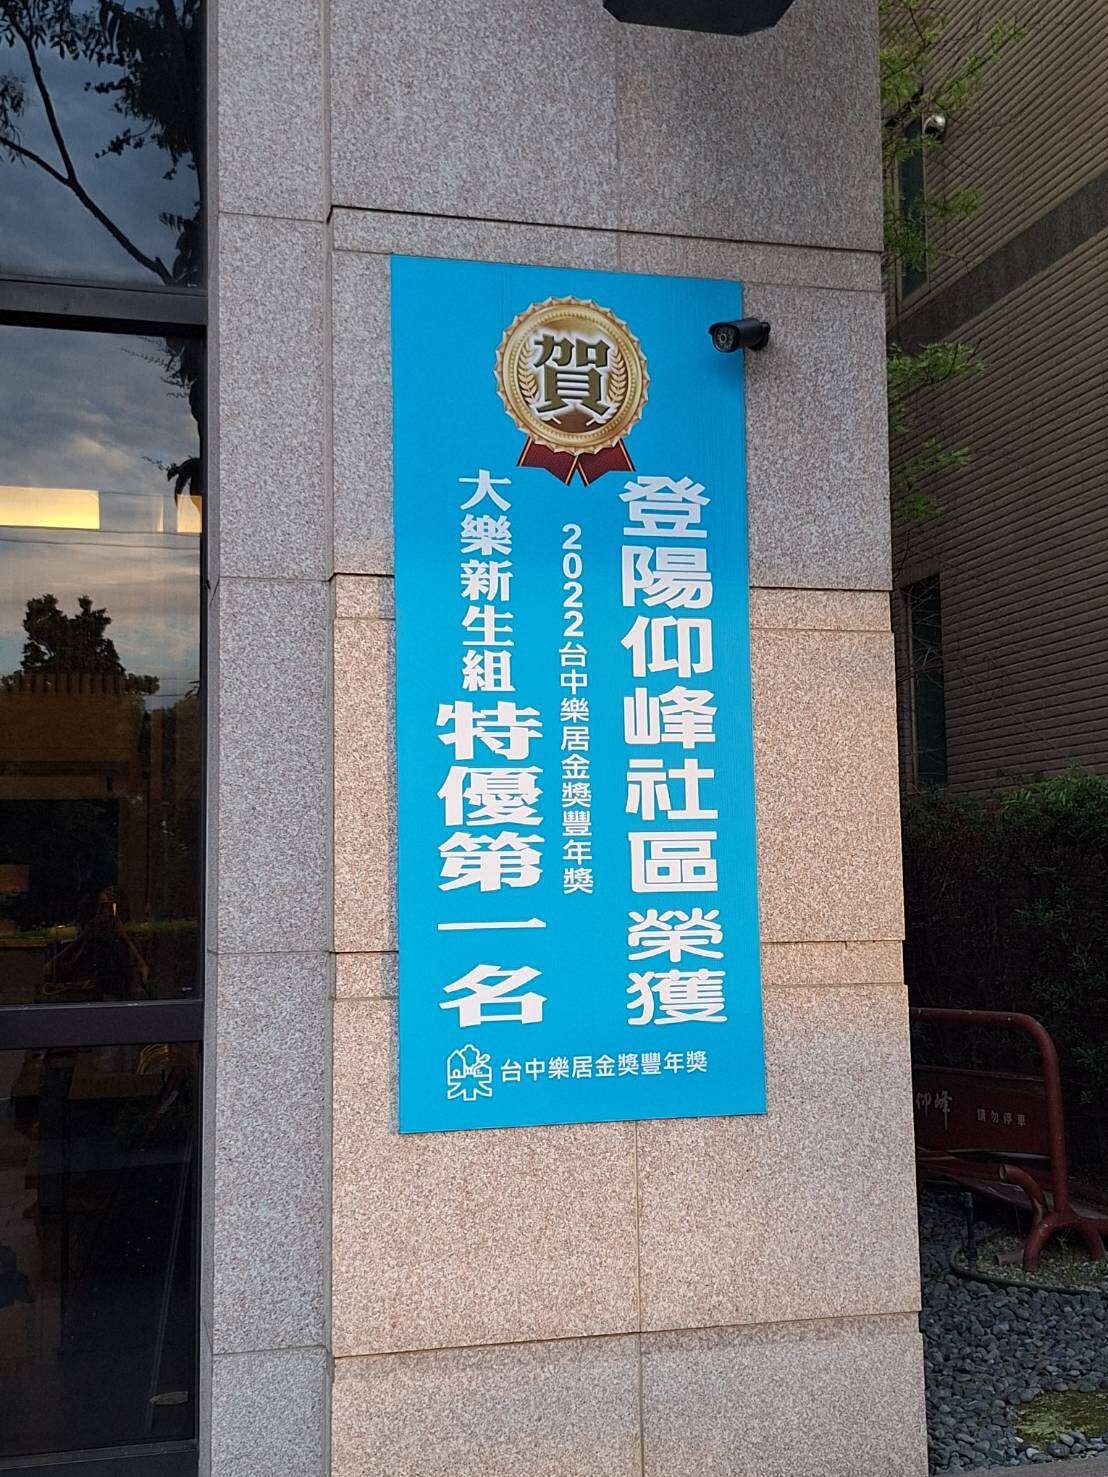 賀
登陽仰峰社區榮獲
2022台中樂居金獎豐年獎
大樂新生組特優第一名
台中樂居金獎豐年獎
仰峰
請勿停車